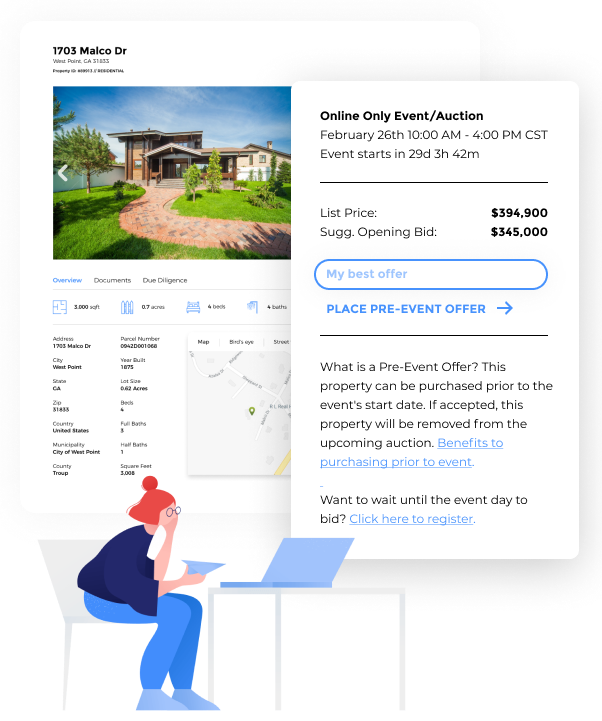 1703 Malco Dr
West Point, GA 31833
Property ID: #89913 // RESIDENTIAL
Overview Documents Due Diligence
3.000 sqft 0.7 acres 4 beds 4 baths
Address Parcel Number
1703 Malco Dr 0942D001068
City Year Built
West Point 1875
State Lot Size
GA 0.62 Acres
Zip Beds
31833 4
Country Full Baths
United States 3
Municipality Half Baths
City of West Point 1
County Square Feet
Troup 3,008
Map Bird's eye Street
Online Only Event/Auction
February 26th 10:00 AM - 4:00 PM CST
Event starts in 29d 3h 42m
List Price: $394,900
Sugg. Opening Bid: $345,000
My best offer
PLACE PRE-EVENT OFFER
What is a Pre-Event Offer? This
property can be purchased prior to the
event's start date. If accepted, this
property will be removed from the
upcoming auction. Benefits to
purchasing prior to event.
Want to wait until the event day to
bid? Click here to register.